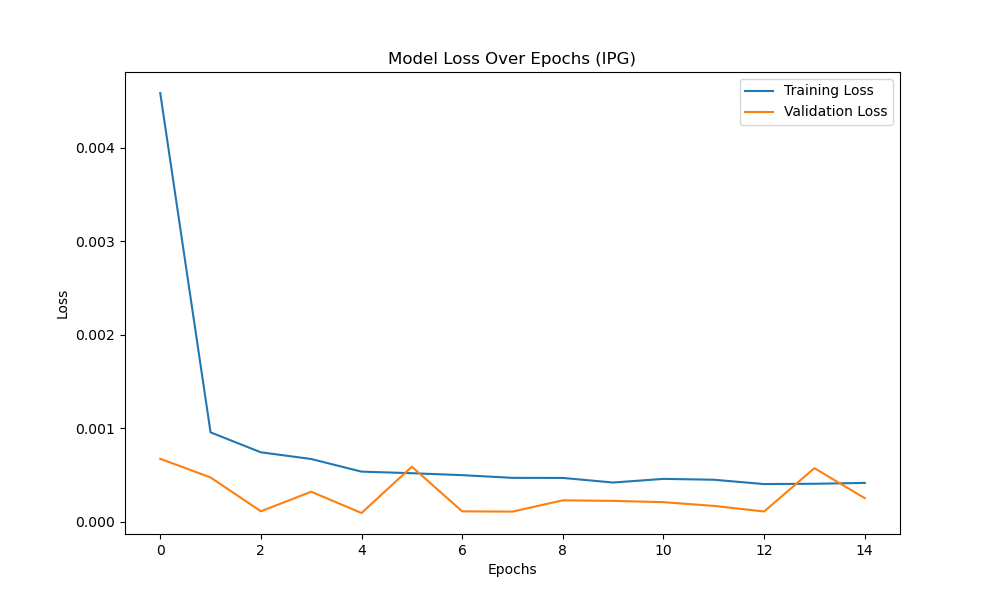 Model Loss Over Epochs (IPG)
Training Loss
Validation Loss
Loss
0.004
0.003
0.002
0.001
0.000
0 2 4 6 8 10 12 14
Epochs